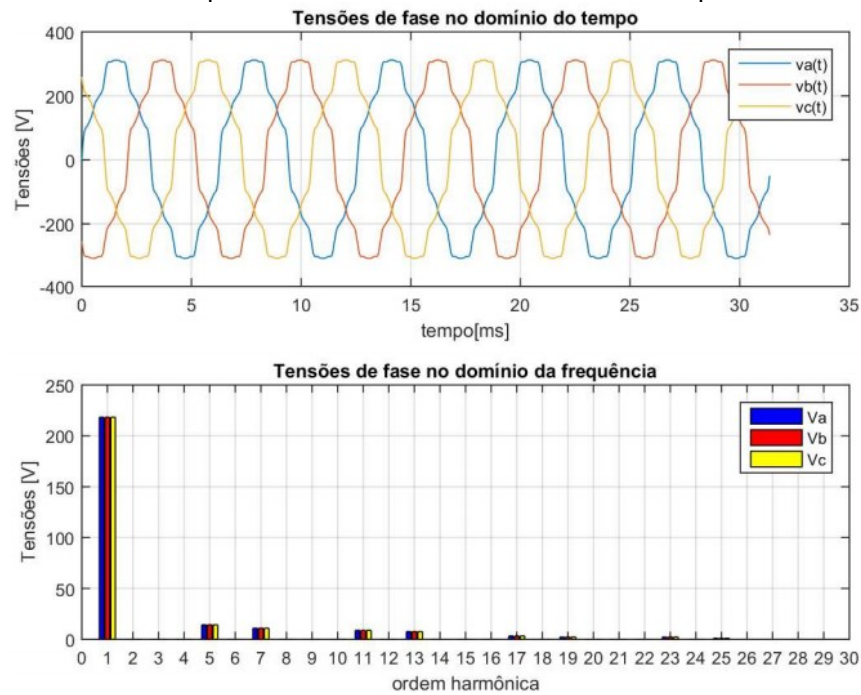 Tensões de fase no domínio do tempo
400
200
0
-200
-400
Tensões [V]
va(t)
vb(t)
vc(t)
0 5 10 15 20 25 30 35
tempo[ms]
Tensões de fase no domínio da frequência
250
200
150
100
50
0
Tensões [V]
Va
Vb
Vc
0 1 2 3 4 5 6 7 8 9 10 11 12 13 14 15 16 17 18 19 20 21 22 23 24 25 26 27 28 29 30
ordem harmônica